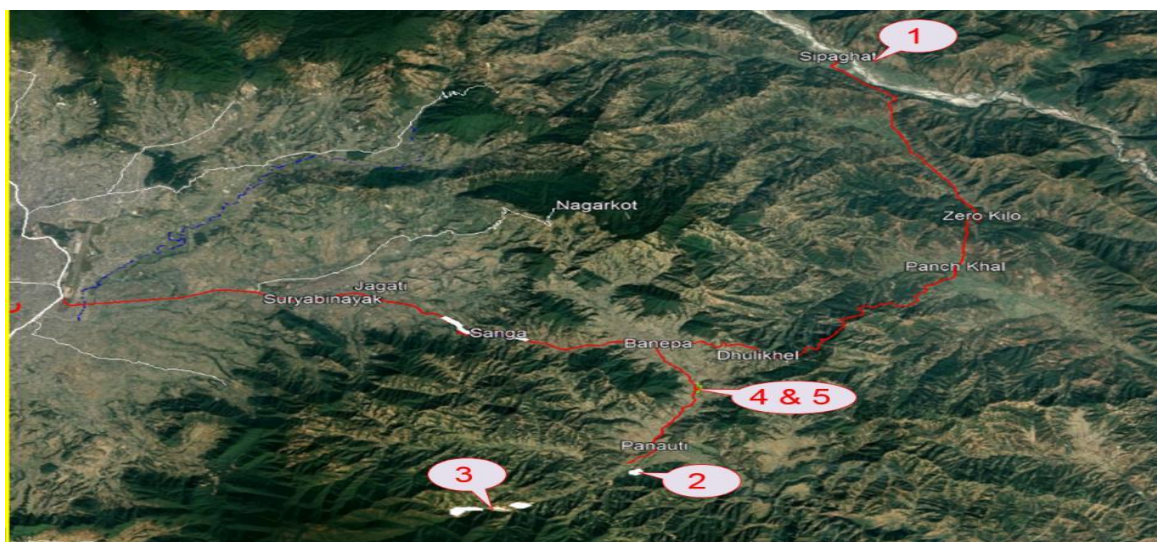 1
Sipaghat
Nagarkot
Zero Kilo
Panch Khal
Jagati
Suryabinayak
Sanga
Banepa
Dhulikhel
4 & 5
Panauti
3
2